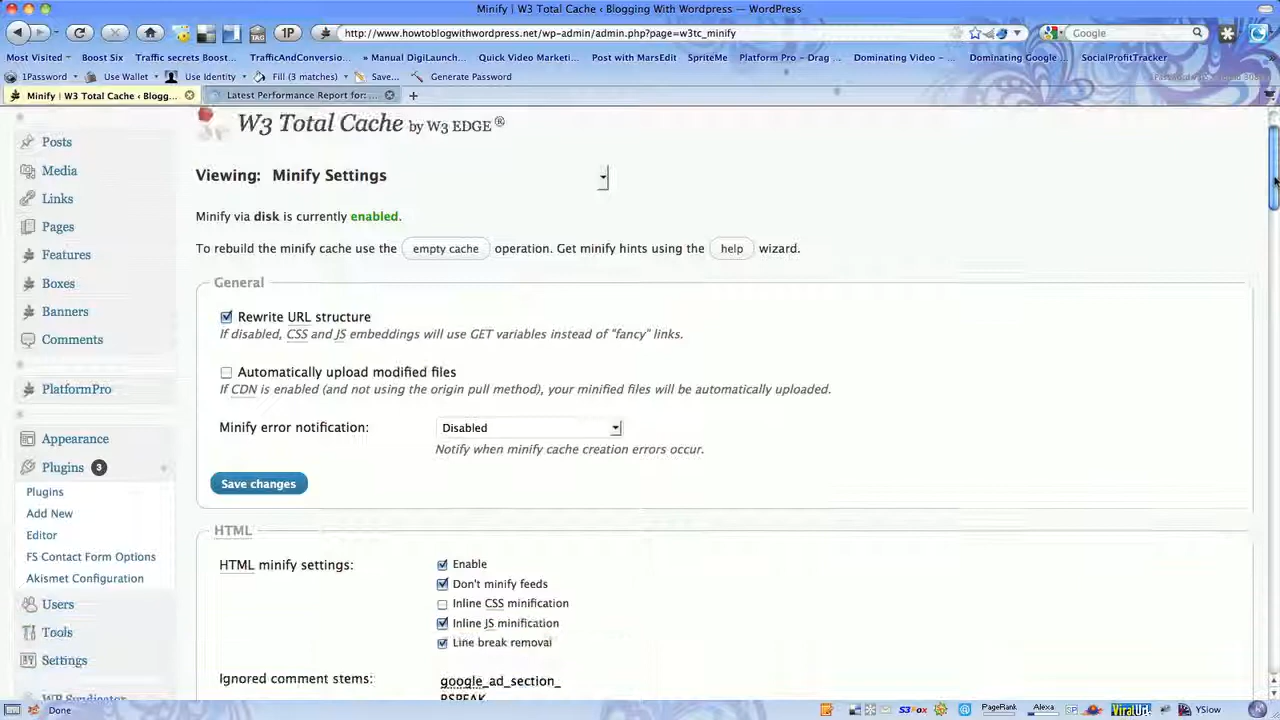 Minify | W3 Total Cache ‹ Blogging With Wordpress — WordPress
http://www.howtoblogwithwordpress.net/wp-admin/admin.php?page=w3tc_minify
1P
TAG
Google
Most Visited
Boost Six
Traffic secrets Boost...
TrafficAndConversion...
» Manual DigiLaunch...
Quick Video Marketi...
Post with MarsEdit
SpriteMe
Platform Pro – Drag ...
Dominating Video – ...
Dominating Google ...
SocialProfitTracker
1Password
Use Wallet
Use Identity
Fill (3 matches)
Save...
Generate Password
Minify | W3 Total Cache ‹ Blogg...
Latest Performance Report for: ...
W3 Total Cache by W3 EDGE ®
Posts
Media
Links
Pages
Features
Boxes
Banners
Comments
PlatformPro
Appearance
Plugins 3
Plugins
Add New
Editor
FS Contact Form Options
Akismet Configuration
Users
Tools
Settings
WP Syndicator
Viewing: Minify Settings
Minify via disk is currently enabled.
To rebuild the minify cache use the empty cache operation. Get minify hints using the help wizard.
General
Rewrite URL structure
If disabled, CSS and JS embeddings will use GET variables instead of "fancy" links.
Automatically upload modified files
If CDN is enabled (and not using the origin pull method), your minified files will be automatically uploaded.
Minify error notification: Disabled
Notify when minify cache creation errors occur.
Save changes
HTML
HTML minify settings:
Enable
Don't minify feeds
Inline CSS minification
Inline JS minification
Line break removal
Ignored comment stems:
google_ad_section_
RSPEAK_
Done
S3Fox
PageRank
Alexa
YSlow